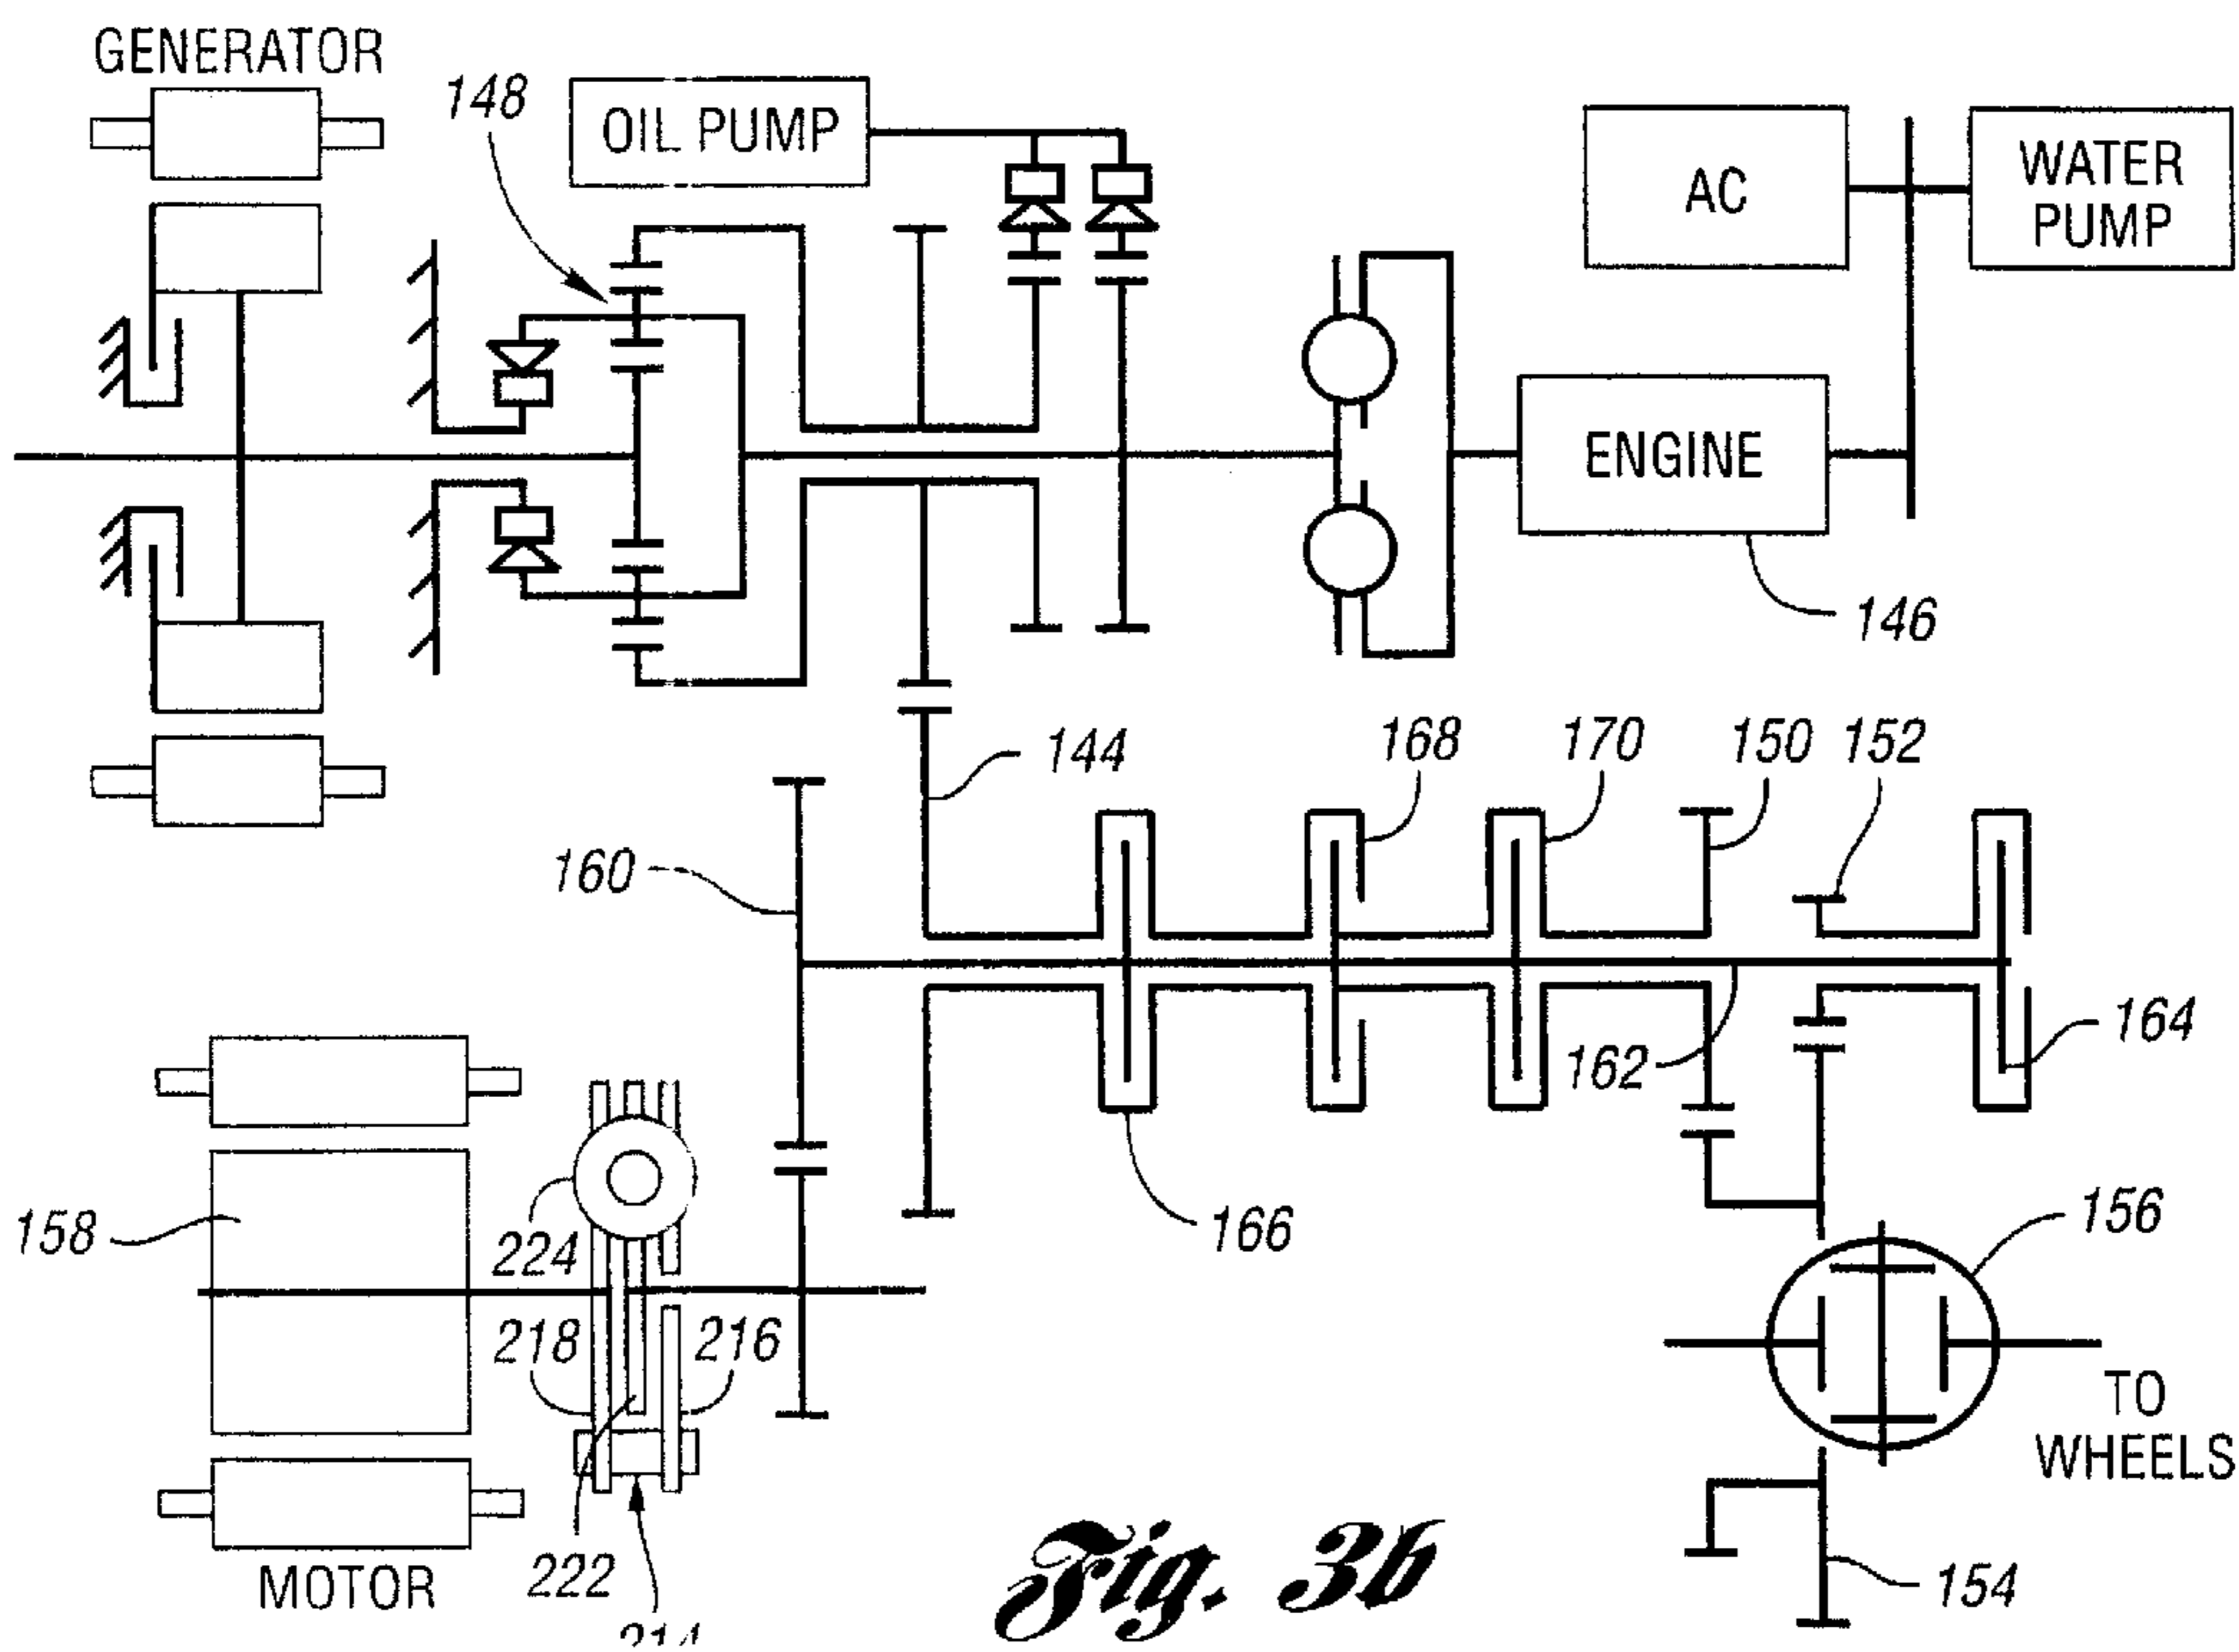 GENERATOR
148
OIL PUMP
AC
WATER
PUMP
ENGINE
146
144
168
170
150
152
160
162
164
166
158
224
156
218
216
TO
WHEELS
222
MOTOR
154
Fig. 3b